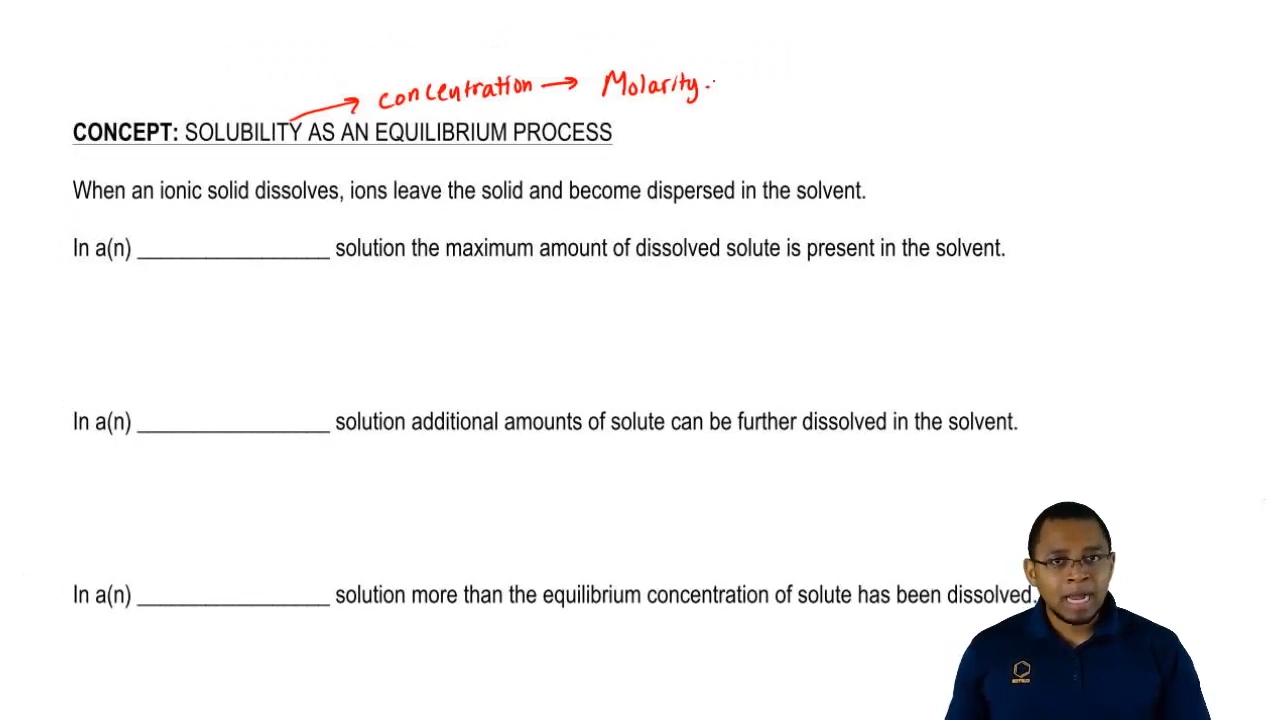 concentration → Molarity.
CONCEPT: SOLUBILITY AS AN EQUILIBRIUM PROCESS
When an ionic solid dissolves, ions leave the solid and become dispersed in the solvent.
In a(n) _________________ solution the maximum amount of dissolved solute is present in the solvent.
In a(n) _________________ solution additional amounts of solute can be further dissolved in the solvent.
In a(n) _________________ solution more than the equilibrium concentration of solute has been dissolved.